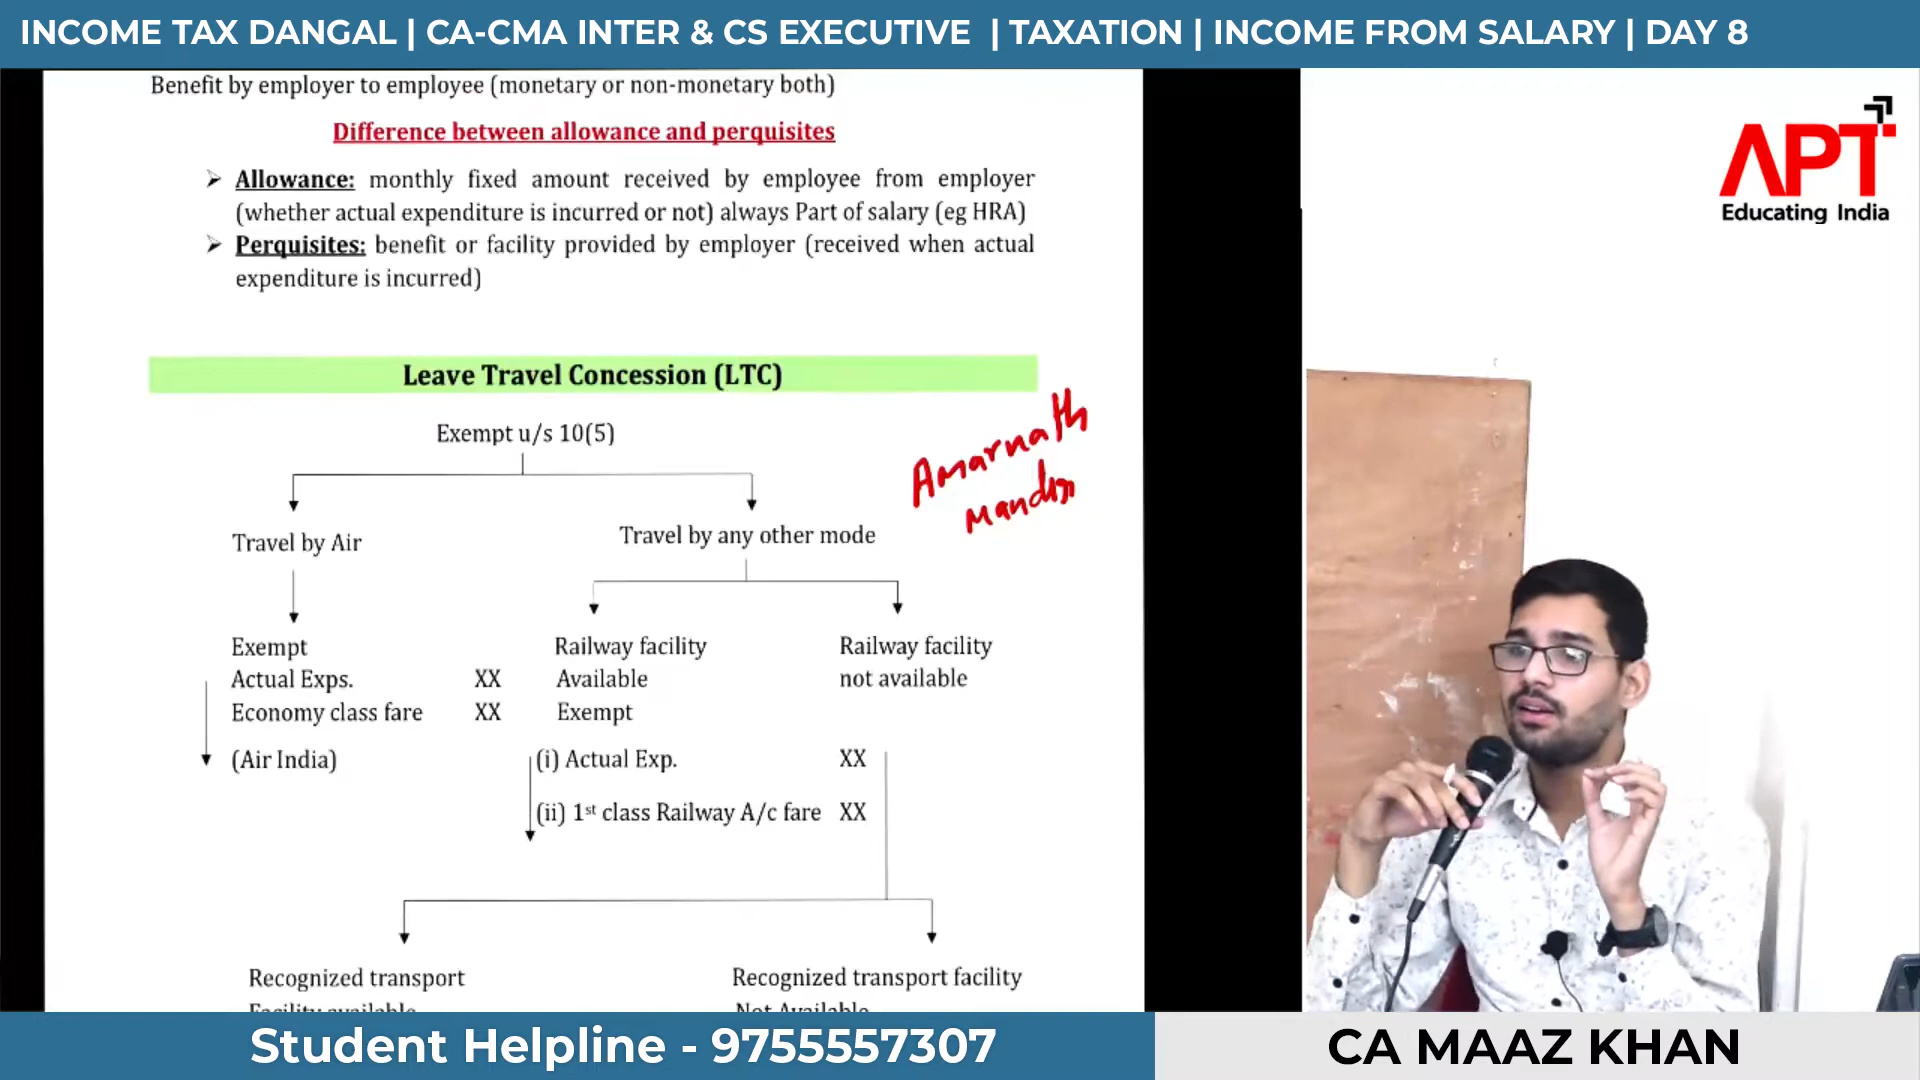 INCOME TAX DANGAL | CA-CMA INTER & CS EXECUTIVE | TAXATION | INCOME FROM SALARY | DAY 8
Benefit by employer to employee (monetary or non-monetary both)
Difference between allowance and perquisites
➢ Allowance: monthly fixed amount received by employee from employer
(whether actual expenditure is incurred or not) always Part of salary (eg HRA)
➢ Perquisites: benefit or facility provided by employer (received when actual
expenditure is incurred)
Leave Travel Concession (LTC)
Exempt u/s 10(5)
Amarnath
Mandir
Travel by Air
Travel by any other mode
Exempt
Actual Exps. XX
Economy class fare XX
(Air India)
Railway facility
Available
Exempt
(i) Actual Exp. XX
(ii) 1st class Railway A/c fare XX
Railway facility
not available
Recognized transport
Facility available
Recognized transport facility
Not Available
APT
Educating India
Student Helpline - 9755557307
CA MAAZ KHAN